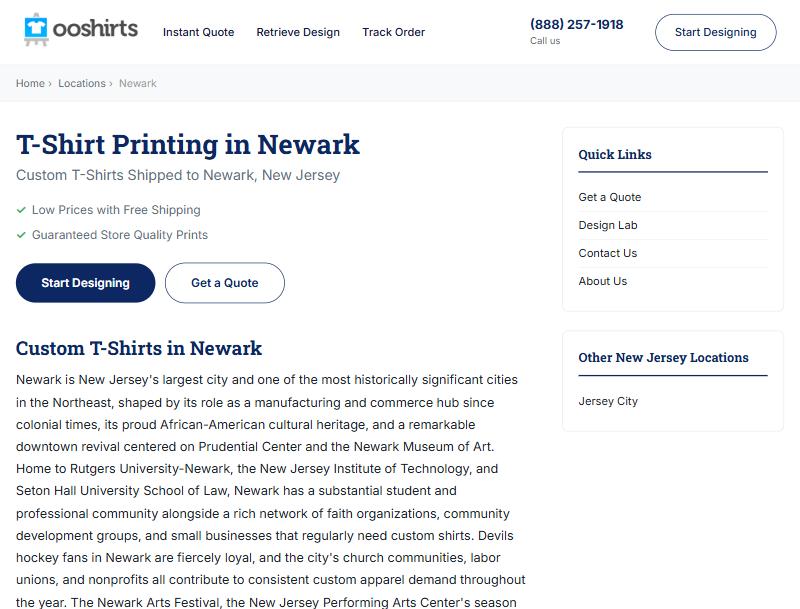 ooshirts
Instant Quote
Retrieve Design
Track Order
(888) 257-1918
Call us
Start Designing
Home › Locations › Newark
T-Shirt Printing in Newark
Custom T-Shirts Shipped to Newark, New Jersey
Low Prices with Free Shipping
Guaranteed Store Quality Prints
Start Designing
Get a Quote
Custom T-Shirts in Newark
Newark is New Jersey's largest city and one of the most historically significant cities
in the Northeast, shaped by its role as a manufacturing and commerce hub since
colonial times, its proud African-American cultural heritage, and a remarkable
downtown revival centered on Prudential Center and the Newark Museum of Art.
Home to Rutgers University-Newark, the New Jersey Institute of Technology, and
Seton Hall University School of Law, Newark has a substantial student and
professional community alongside a rich network of faith organizations, community
development groups, and small businesses that regularly need custom shirts. Devils
hockey fans in Newark are fiercely loyal, and the city's church communities, labor
unions, and nonprofits all contribute to consistent custom apparel demand throughout
the year. The Newark Arts Festival, the New Jersey Performing Arts Center's season
Quick Links
Get a Quote
Design Lab
Contact Us
About Us
Other New Jersey Locations
Jersey City